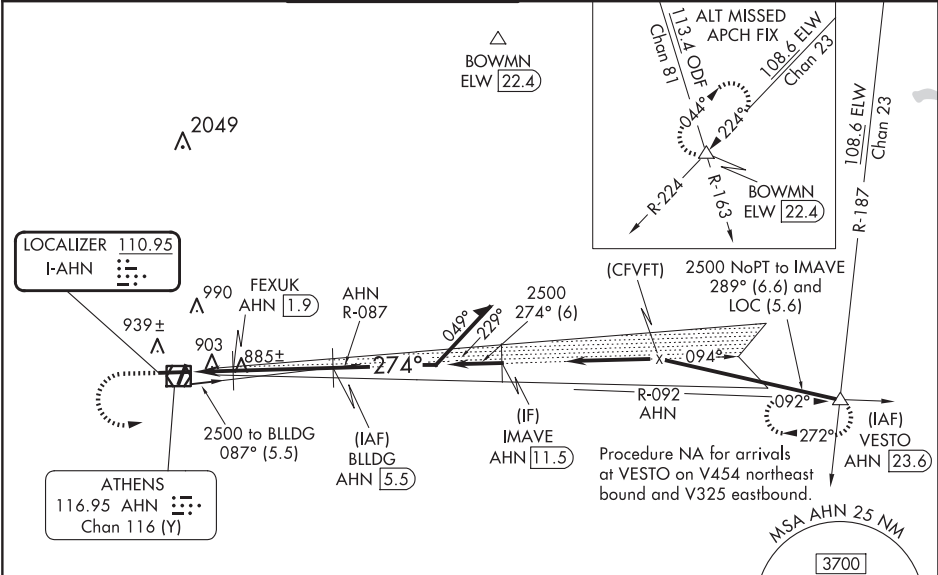 ALT MISSED
APCH FIX
113.4 ODF
Chan 81
108.6 ELW
Chan 23
044°
224°
R-224
R-163
BOWMN
ELW 22.4
BOWMN
ELW 22.4
108.6 ELW
Chan 23
R-187
2049
LOCALIZER 110.95
I-AHN
990
939±
903
885±
FEXUK
AHN 1.9
AHN
R-087
049°
229°
2500
274° (6)
(CFVFT)
2500 NoPT to IMAVE
289° (6.6) and
LOC (5.6)
274°
094°
X
R-092
AHN
092°
272°
2500 to BLLDG
087° (5.5)
(IAF)
BLLDG
AHN 5.5
(IF)
IMAVE
AHN 11.5
(IAF)
VESTO
AHN 23.6
Procedure NA for arrivals
at VESTO on V454 northeast
bound and V325 eastbound.
ATHENS
116.95 AHN
Chan 116 (Y)
MSA AHN 25 NM
3700